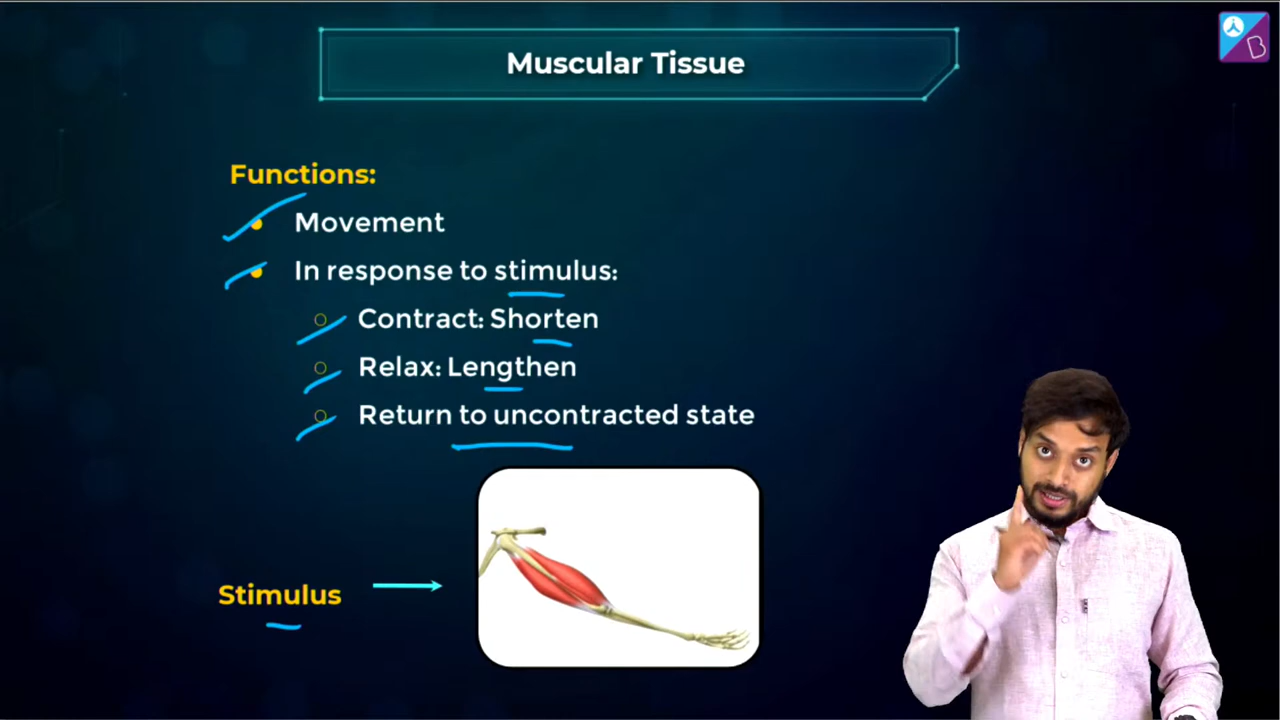 Muscular Tissue
B
Functions:
Movement
In response to stimulus:
Contract: Shorten
Relax: Lengthen
Return to uncontracted state
Stimulus